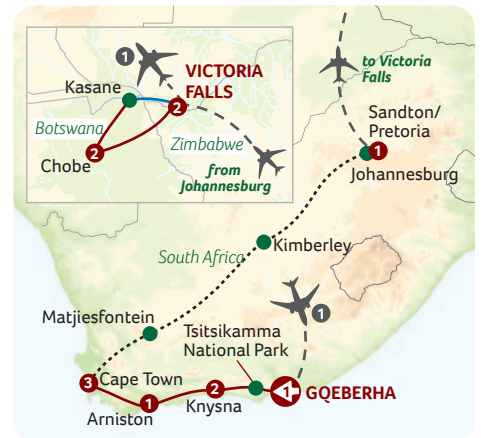 1
VICTORIA
FALLS
Kasane
2
Botswana
Zimbabwe
2
Chobe
from
Johannesburg
to Victoria
Falls
Sandton/
Pretoria
1
Johannesburg
South Africa
Kimberley
1
Matjiesfontein
Tsitsikamma
National Park
3
Cape Town
1
Arniston
2
Knysna
1
GQEBERHA